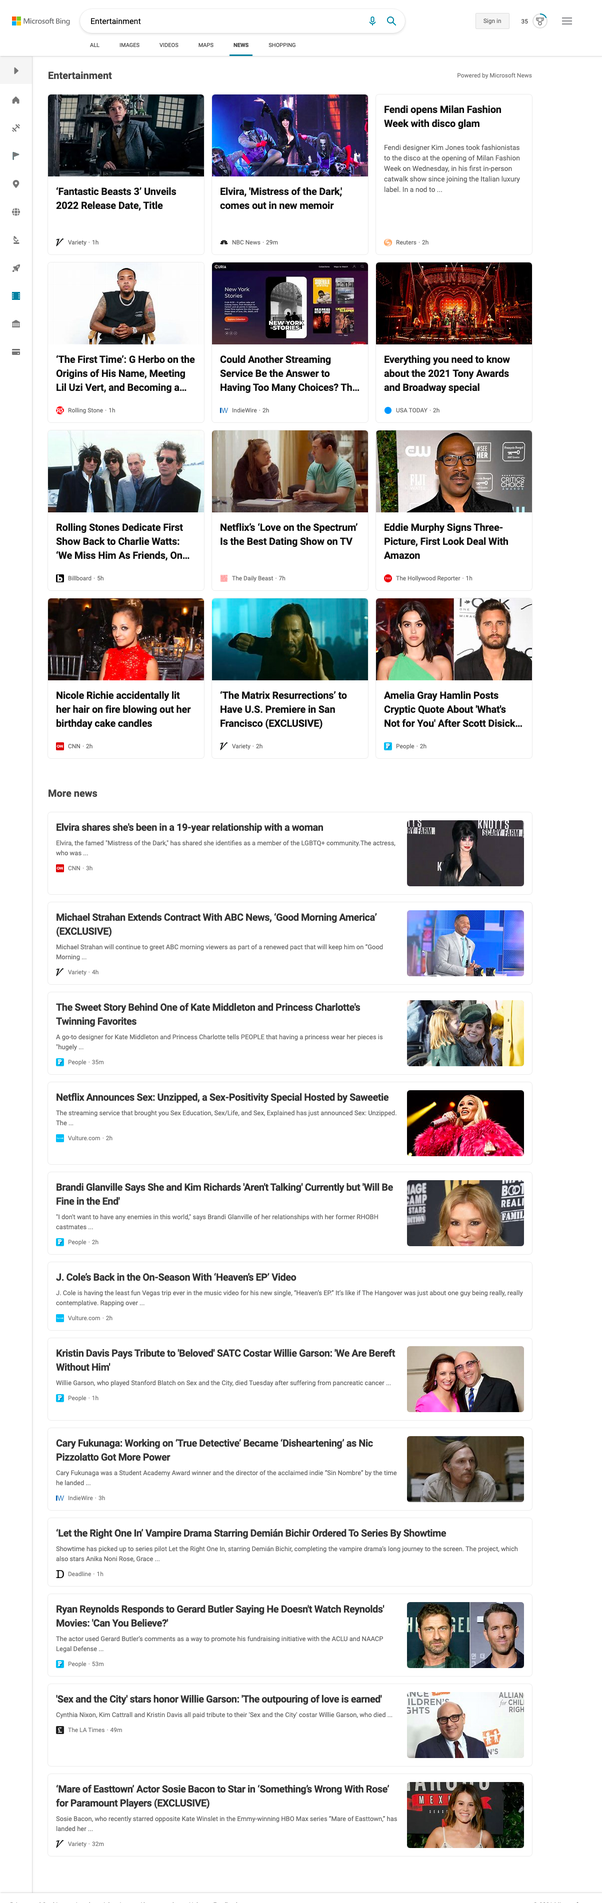 Microsoft Bing
Entertainment
Sign in
35
ALL IMAGES VIDEOS MAPS NEWS SHOPPING
Entertainment
Powered by Microsoft News
'Fantastic Beasts 3' Unveils
2022 Release Date, Title
Variety · 1h
Elvira, 'Mistress of the Dark,'
comes out in new memoir
NBC News · 29m
Fendi opens Milan Fashion
Week with disco glam
Fendi designer Kim Jones took fashionistas
to the disco at the opening of Milan Fashion
Week on Wednesday, in his first in-person
catwalk show since joining the Italian luxury
label. In a nod to ...
Reuters · 2h
'The First Time': G Herbo on the
Origins of His Name, Meeting
Lil Uzi Vert, and Becoming a...
Rolling Stone · 1h
New York
Stories
NEW YORK
STORIES
Could Another Streaming
Service Be the Answer to
Having Too Many Choices? Th...
IndieWire · 2h
Everything you need to know
about the 2021 Tony Awards
and Broadway special
USA TODAY · 2h
Rolling Stones Dedicate First
Show Back to Charlie Watts:
'We Miss Him As Friends, On...
Billboard · 5h
Netflix's 'Love on the Spectrum'
Is the Best Dating Show on TV
The Daily Beast · 7h
Eddie Murphy Signs Three-
Picture, First Look Deal With
Amazon
The Hollywood Reporter · 1h
Nicole Richie accidentally lit
her hair on fire blowing out her
birthday cake candles
CNN · 2h
'The Matrix Resurrections' to
Have U.S. Premiere in San
Francisco (EXCLUSIVE)
Variety · 2h
Amelia Gray Hamlin Posts
Cryptic Quote About 'What's
Not for You' After Scott Disick...
People · 2h
More news
Elvira shares she's been in a 19-year relationship with a woman
Elvira, the famed "Mistress of the Dark," has shared she identifies as a member of the LGBTQ+ community.The actress,
who was ...
CNN · 3h
Michael Strahan Extends Contract With ABC News, 'Good Morning America'
(EXCLUSIVE)
Michael Strahan will continue to greet ABC morning viewers as part of a renewed pact that will keep him on "Good
Morning ...
Variety · 4h
The Sweet Story Behind One of Kate Middleton and Princess Charlotte's
Twinning Favorites
A go-to designer for Kate Middleton and Princess Charlotte tells PEOPLE that having a princess wear her pieces is
"hugely ...
People · 35m
Netflix Announces Sex: Unzipped, a Sex-Positivity Special Hosted by Saweetie
The streaming service that brought you Sex Education, Sex/Life, and Sex, Explained has just announced Sex: Unzipped.
The ...
Vulture.com · 2h
Brandi Glanville Says She and Kim Richards 'Aren't Talking' Currently but 'Will Be
Fine in the End'
"I don't want to have any enemies in this world," says Brandi Glanville of her relationships with her former RHOBH
castmates ...
People · 2h
J. Cole's Back in the On-Season With 'Heaven's EP' Video
J. Cole is having the least fun Vegas trip ever in the music video for his new single, "Heaven's EP." It's like if The Hangover was just about one guy being really, really
contemplative. Rapping over ...
Vulture.com · 2h
Kristin Davis Pays Tribute to 'Beloved' SATC Costar Willie Garson: 'We Are Bereft
Without Him'
Willie Garson, who played Stanford Blatch on Sex and the City, died Tuesday after suffering from pancreatic cancer ...
People · 1h
Cary Fukunaga: Working on 'True Detective' Became 'Disheartening' as Nic
Pizzolatto Got More Power
Cary Fukunaga was a Student Academy Award winner and the director of the acclaimed indie "Sin Nombre" by the time
he landed ...
IndieWire · 3h
'Let the Right One In' Vampire Drama Starring Demián Bichir Ordered To Series By Showtime
Showtime has picked up to series pilot Let the Right One In, starring Demián Bichir, completing the vampire drama's long journey to the screen. The project, which
also stars Anika Noni Rose, Grace ...
Deadline · 1h
Ryan Reynolds Responds to Gerard Butler Saying He Doesn't Watch Reynolds'
Movies: 'Can You Believe?'
The actor used Gerard Butler's comments as a way to promote his fundraising initiative with the ACLU and NAACP
Legal Defense ...
People · 53m
'Sex and the City' stars honor Willie Garson: 'The outpouring of love is earned'
Cynthia Nixon, Kim Cattrall and Kristin Davis all paid tribute to their 'Sex and the City' costar Willie Garson, who died ...
The LA Times · 49m
'Mare of Easttown' Actor Sosie Bacon to Star in 'Something's Wrong With Rose'
for Paramount Players (EXCLUSIVE)
Sosie Bacon, who recently starred opposite Kate Winslet in the Emmy-winning HBO Max series "Mare of Easttown," has
landed her ...
Variety · 32m